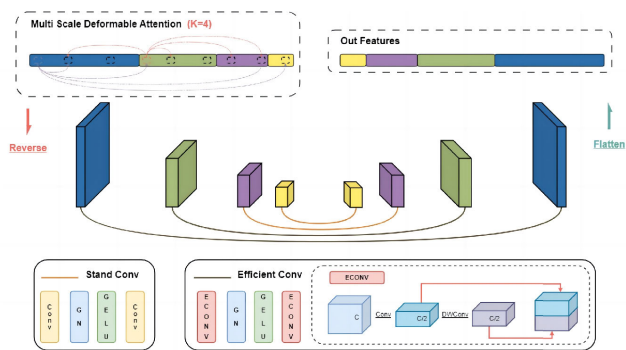 Multi Scale Deformable Attention (K=4)
Out Features
Reverse
Flatten
Stand Conv
Conv
GN
GELU
Conv
Efficient Conv
ECONV
GN
GELU
ECONV
ECONV
C
Conv
C/2
DWConv
C/2